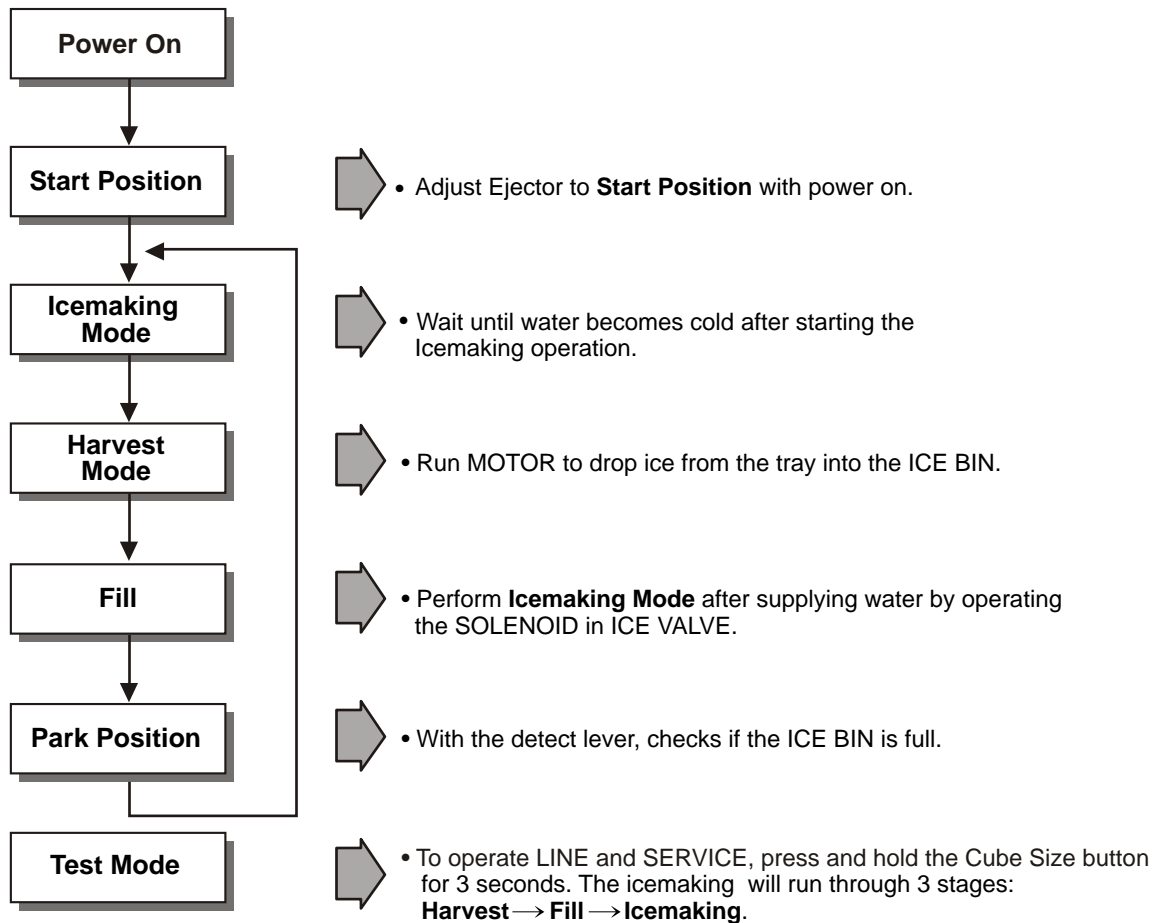 Power On
Start Position
• Adjust Ejector to Start Position with power on.
Icemaking
Mode
• Wait until water becomes cold after starting the
Icemaking operation.
Harvest
Mode
• Run MOTOR to drop ice from the tray into the ICE BIN.
Fill
• Perform Icemaking Mode after supplying water by operating
the SOLENOID in ICE VALVE.
Park Position
• With the detect lever, checks if the ICE BIN is full.
Test Mode
• To operate LINE and SERVICE, press and hold the Cube Size button
for 3 seconds. The icemaking will run through 3 stages:
Harvest → Fill → Icemaking.